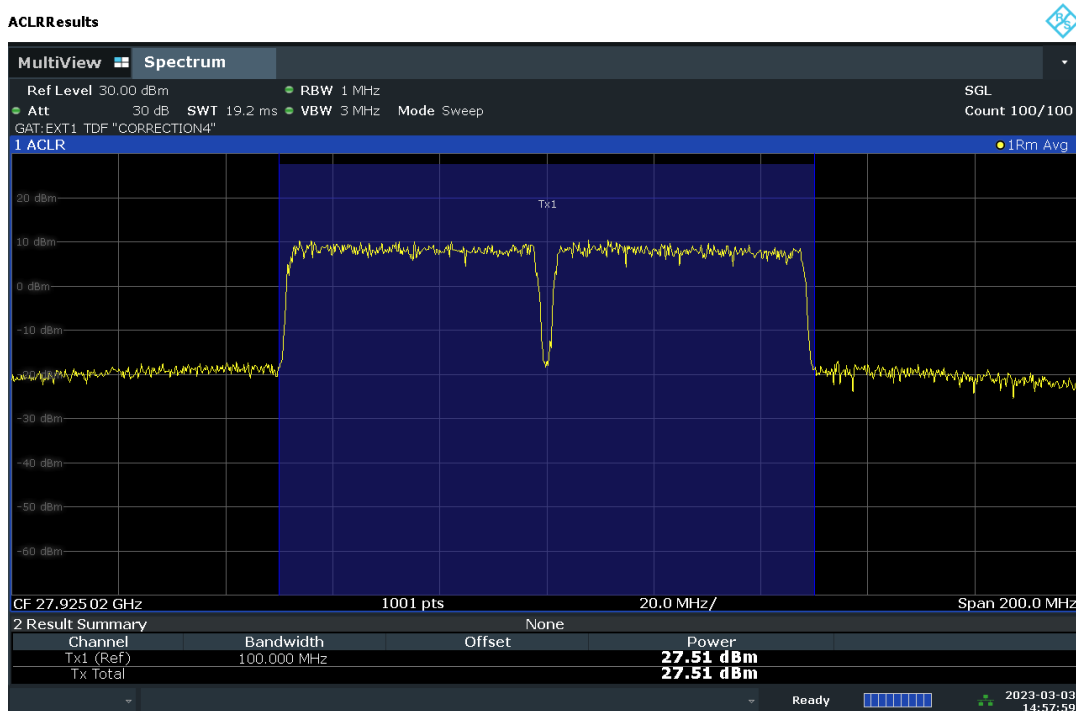 ACLRResults
R&S
MultiView Spectrum
Ref Level 30.00 dBm RBW 1 MHz SGL
Att 30 dB SWT 19.2 ms VBW 3 MHz Mode Sweep Count 100/100
GAT:EXT1 TDF "CORRECTION4"
1 ACLR 1Rm Avg
20 dBm
Tx1
10 dBm
0 dBm
-10 dBm
-20 dBm
-30 dBm
-40 dBm
-50 dBm
-60 dBm
CF 27.92502 GHz 1001 pts 20.0 MHz/ Span 200.0 MHz
2 Result Summary None
Channel Bandwidth Offset Power
Tx1 (Ref) 100.000 MHz 27.51 dBm
Tx Total 27.51 dBm
Ready 2023-03-03
14:57:59